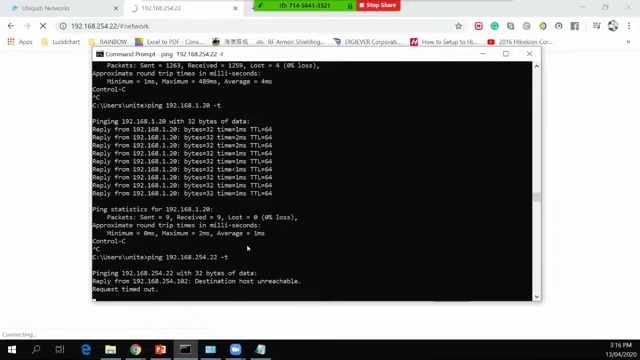 Ubiquiti Networks
192.168.254.22
ID: 714-5641-3321
Stop Share
192.168.254.22/#network
Lucidchart
RAINBOW
Excel to PDF - Conv
RF Armor: Shielding
DIGIEVER Corporatio
How to Setup to Hi
2016 Hikvision Cor
Command Prompt - ping 192.168.254.22 -t
Packets: Sent = 1263, Received = 1259, Lost = 4 (0% loss),
Approximate round trip times in milli-seconds:
Minimum = 1ms, Maximum = 489ms, Average = 4ms
Control-C
^C
C:\Users\unite>ping 192.168.1.20 -t
Pinging 192.168.1.20 with 32 bytes of data:
Reply from 192.168.1.20: bytes=32 time=1ms TTL=64
Reply from 192.168.1.20: bytes=32 time=2ms TTL=64
Reply from 192.168.1.20: bytes=32 time=2ms TTL=64
Reply from 192.168.1.20: bytes=32 time=1ms TTL=64
Reply from 192.168.1.20: bytes=32 time=1ms TTL=64
Reply from 192.168.1.20: bytes=32 time<1ms TTL=64
Reply from 192.168.1.20: bytes=32 time=1ms TTL=64
Reply from 192.168.1.20: bytes=32 time=1ms TTL=64
Reply from 192.168.1.20: bytes=32 time=1ms TTL=64
Ping statistics for 192.168.1.20:
Packets: Sent = 9, Received = 9, Lost = 0 (0% loss),
Approximate round trip times in milli-seconds:
Minimum = 0ms, Maximum = 2ms, Average = 1ms
Control-C
^C
C:\Users\unite>ping 192.168.254.22 -t
Pinging 192.168.254.22 with 32 bytes of data:
Reply from 192.168.254.102: Destination host unreachable.
Request timed out.
Connecting...
3:16 PM
13/04/2020